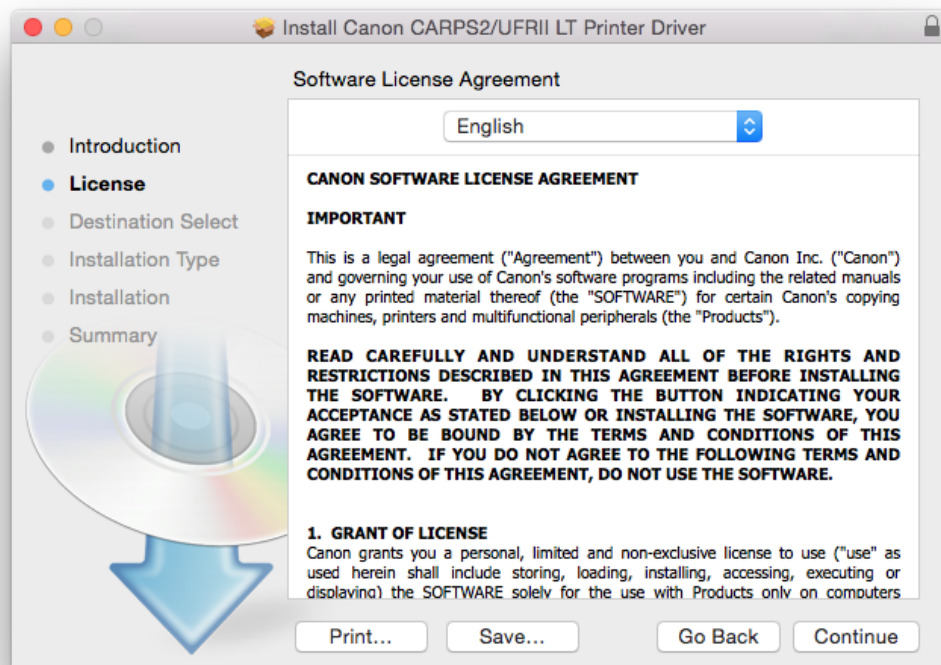 Install Canon CARPS2/UFRII LT Printer Driver
Software License Agreement
Introduction
License
Destination Select
Installation Type
Installation
Summary
English
CANON SOFTWARE LICENSE AGREEMENT
IMPORTANT
This is a legal agreement ("Agreement") between you and Canon Inc. ("Canon")
and governing your use of Canon's software programs including the related manuals
or any printed material thereof (the "SOFTWARE") for certain Canon's copying
machines, printers and multifunctional peripherals (the "Products").
READ CAREFULLY AND UNDERSTAND ALL OF THE RIGHTS AND
RESTRICTIONS DESCRIBED IN THIS AGREEMENT BEFORE INSTALLING
THE SOFTWARE. BY CLICKING THE BUTTON INDICATING YOUR
ACCEPTANCE AS STATED BELOW OR INSTALLING THE SOFTWARE, YOU
AGREE TO BE BOUND BY THE TERMS AND CONDITIONS OF THIS
AGREEMENT. IF YOU DO NOT AGREE TO THE FOLLOWING TERMS AND
CONDITIONS OF THIS AGREEMENT, DO NOT USE THE SOFTWARE.
1. GRANT OF LICENSE
Canon grants you a personal, limited and non-exclusive license to use ("use" as
used herein shall include storing, loading, installing, accessing, executing or
displaying) the SOFTWARE solely for the use with Products only on computers
Print...
Save...
Go Back
Continue